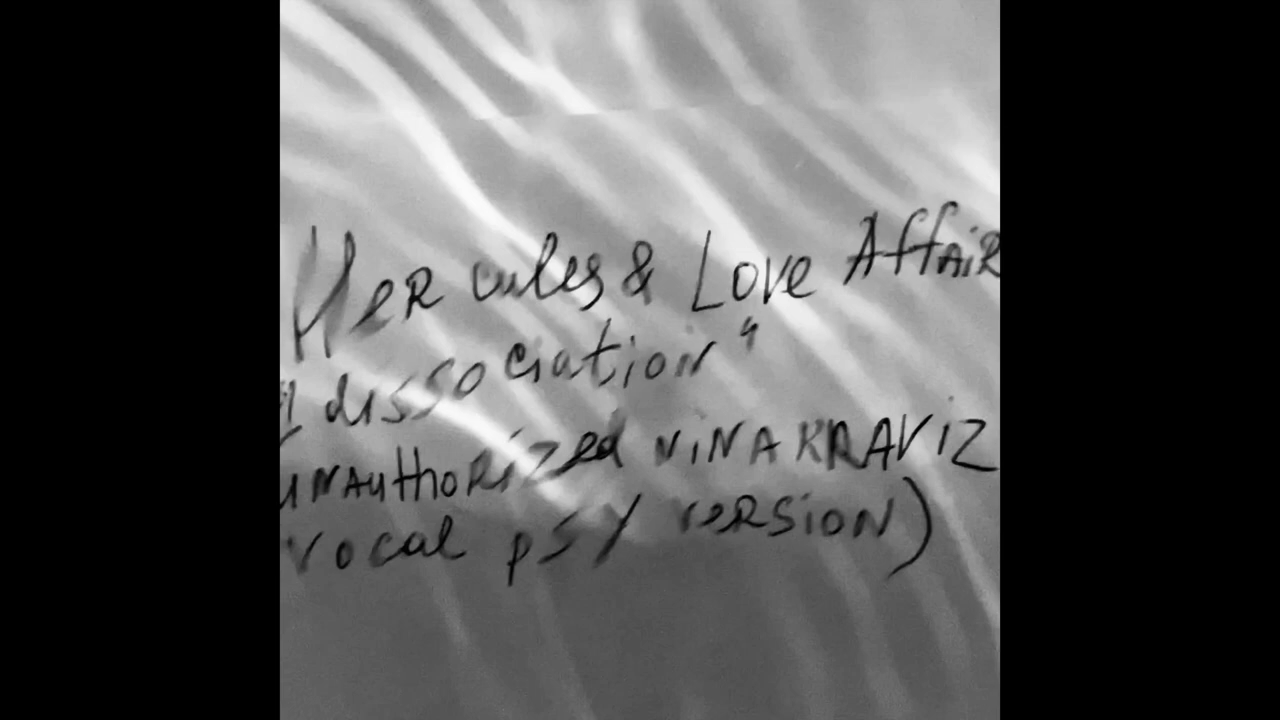 Hercules & Love Affair
"dissociation"
unauthorized NiNA KRAViZ
vocal psy version)